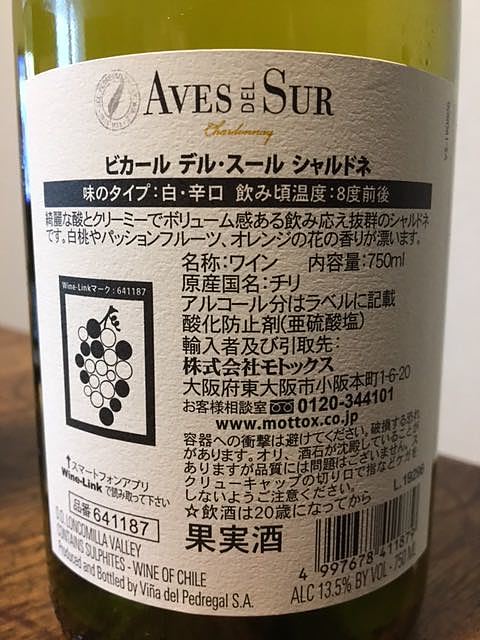 AVES DEL SUR
Chardonnay
ビカール デル・スール シャルドネ
味のタイプ：白・辛口 飲み頃温度：8度前後
綺麗な酸とクリーミーでボリューム感ある飲み応え抜群のシャルドネ
です。白桃やパッションフルーツ、オレンジの花の香りが漂います。
Wine-Linkマーク：641187
名称：ワイン 内容量：750ml
原産国名：チリ
アルコール分はラベルに記載
酸化防止剤(亜硫酸塩)
輸入者及び引取先：
株式会社モトックス
大阪府東大阪市小阪本町1-6-20
お客様相談室 0120-344101
www.mottox.co.jp
容器への衝撃は避けてください。破損する恐れ
があります。オリ、酒石が沈殿していることが
ありますが品質には問題はございません。ス
クリューキャップの切り口で指などケガを
しないようご注意ください。
L.19296
☆飲酒は20歳になってから
↑スマートフォンアプリ
Wine-Link で読み取って下さい
品番 641187
果実酒
D.O. LONCOMILLA VALLEY
CONTAINS SULPHITES - WINE OF CHILE
Produced and Bottled by Viña del Pedregal S.A.
4 997678 411871
ALC 13.5% BY VOL - 750 ML